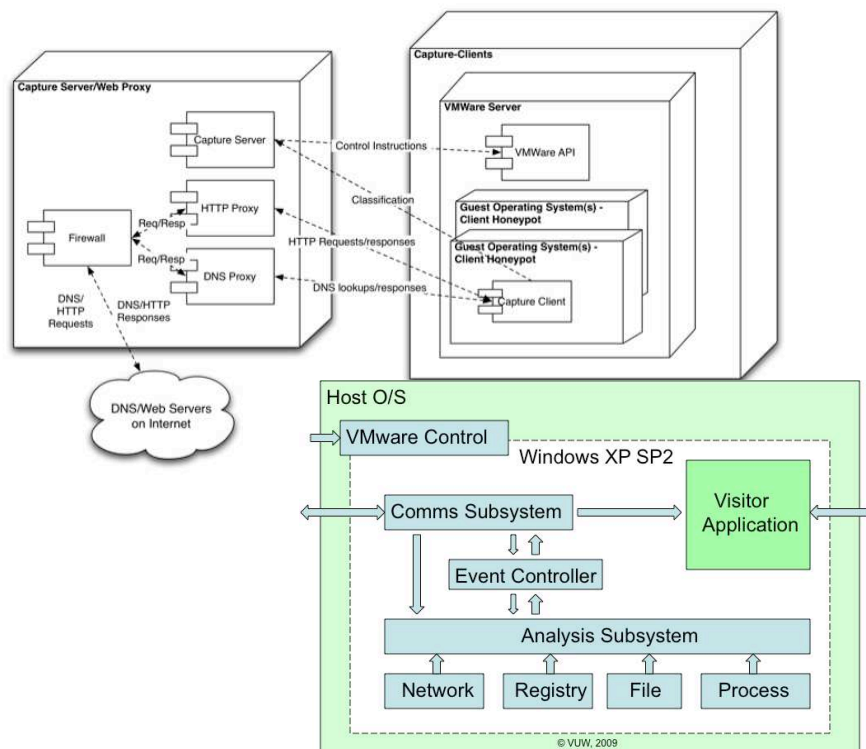 Capture Server/Web Proxy
Capture Server
HTTP Proxy
Firewall
Req/Resp
Req/Resp
DNS Proxy
DNS/
HTTP
Requests
DNS/HTTP
Responses
DNS/Web Servers
on Internet
Control Instructions
Classification
HTTP Requests/responses
DNS lookups/responses
Capture-Clients
VMWare Server
VMWare API
Guest Operating System(s) -
Client Honeypot
Guest Operating System(s) -
Client Honeypot
Capture Client
Host O/S
VMware Control
Windows XP SP2
Comms Subsystem
Visitor
Application
Event Controller
Analysis Subsystem
Network
Registry
File
Process
© VUW, 2009